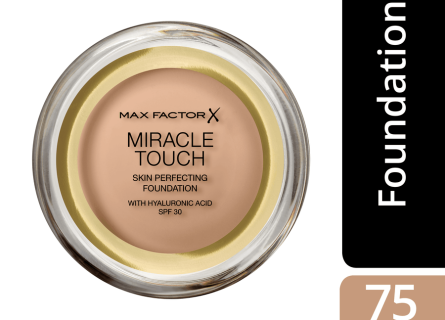 MAX FACTOR X
MIRACLE
TOUCH
SKIN PERFECTING
FOUNDATION
WITH HYALURONIC ACID
SPF 30
Foundation
75